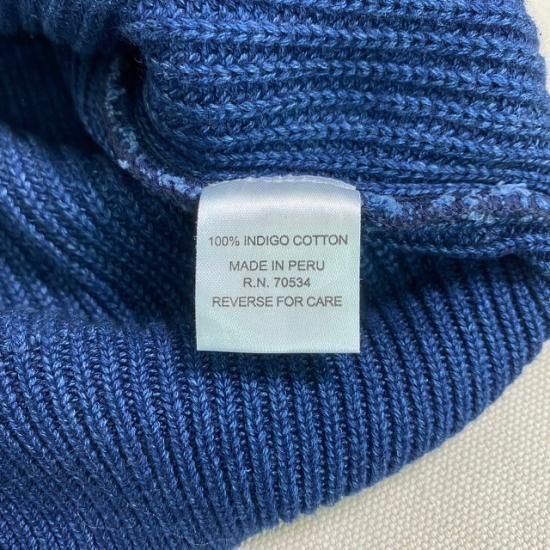 100% INDIGO COTTON
MADE IN PERU
R.N. 70534
REVERSE FOR CARE